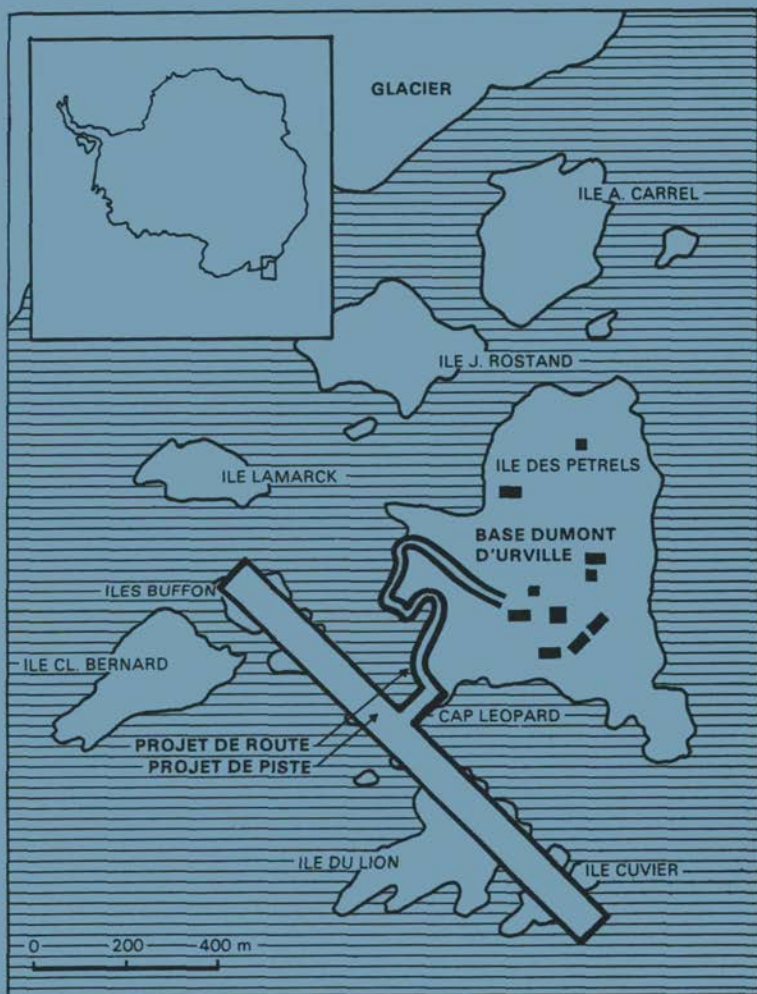 GLACIER
ILE A. CARREL
ILE J. ROSTAND
ILE DES PETRELS
ILE LAMARCK
BASE DUMONT
D'URVILLE
ILES BUFFON
ILE CL. BERNARD
CAP LEOPARD
PROJET DE ROUTE
PROJET DE PISTE
ILE DU LION
ILE CUVIER
0 200 400 m